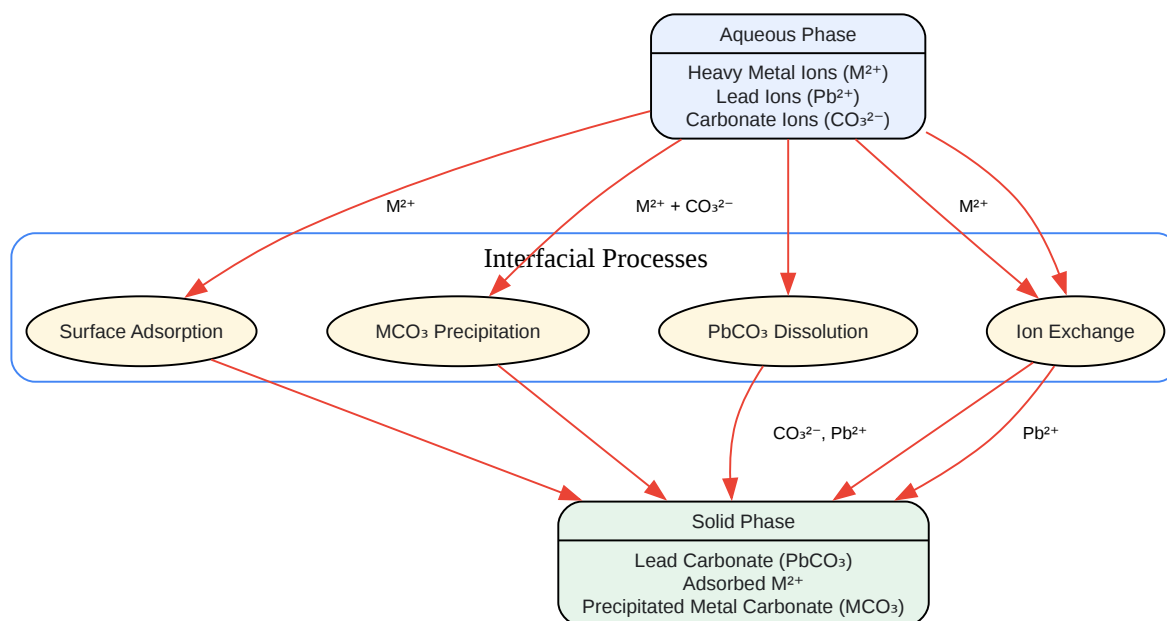 Aqueous Phase
Heavy Metal Ions (M²⁺)
Lead Ions (Pb²⁺)
Carbonate Ions (CO₃²⁻)
M²⁺
M²⁺ + CO₃²⁻
M²⁺
Interfacial Processes
Surface Adsorption
MCO₃ Precipitation
PbCO₃ Dissolution
Ion Exchange
CO₃²⁻, Pb²⁺
Pb²⁺
Solid Phase
Lead Carbonate (PbCO₃)
Adsorbed M²⁺
Precipitated Metal Carbonate (MCO₃)